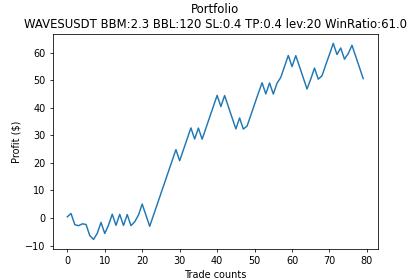 Portfolio
WAVESUSDT BBM:2.3 BBL:120 SL:0.4 TP:0.4 lev:20 WinRatio:61.0
60
50
40
30
20
10
0
−10
Profit ($)
0 10 20 30 40 50 60 70 80
Trade counts